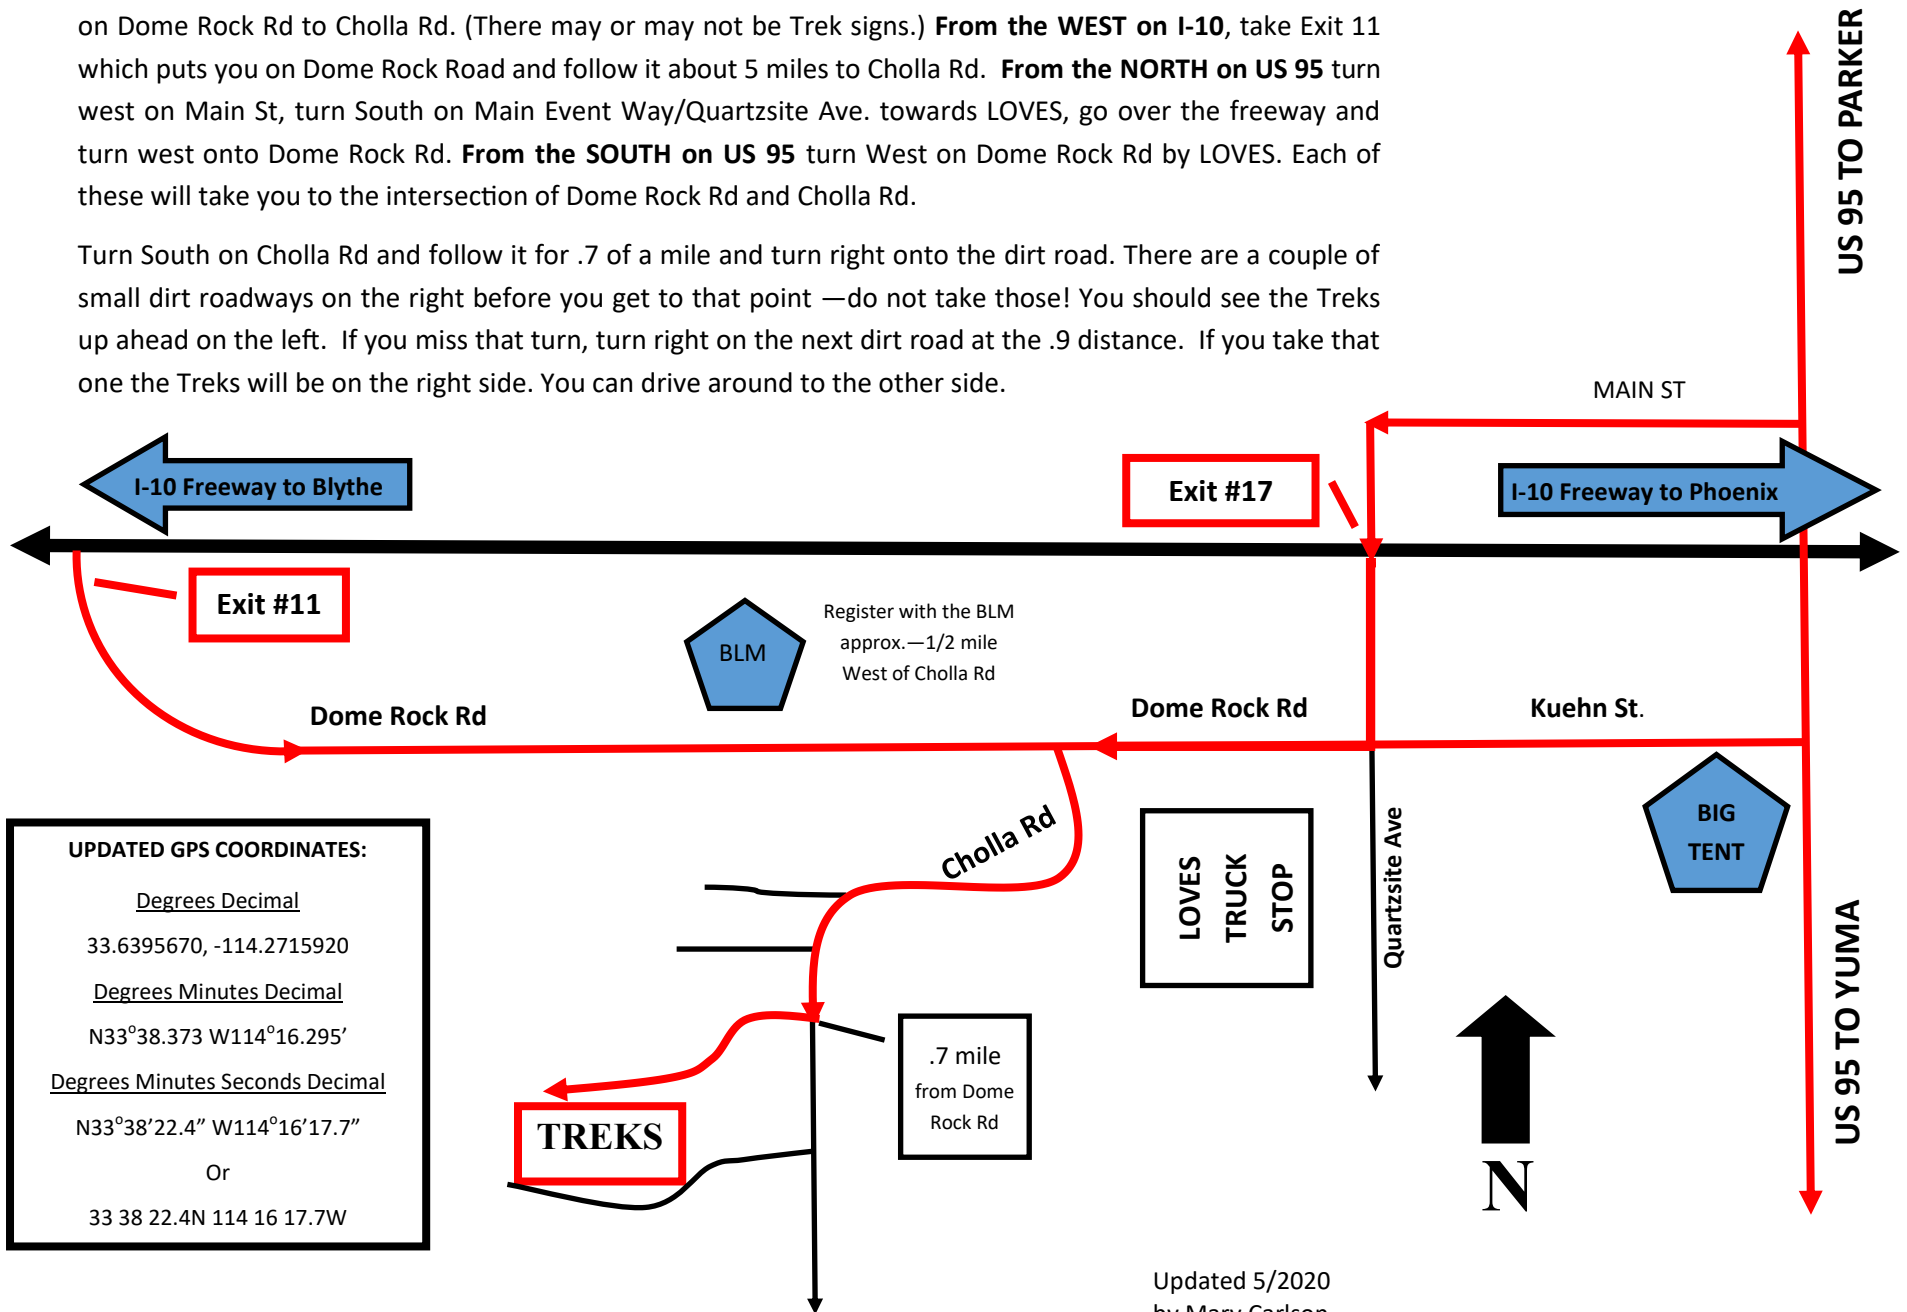 on Dome Rock Rd to Cholla Rd. (There may or may not be Trek signs.) From the WEST on I-10, take Exit 11
which puts you on Dome Rock Road and follow it about 5 miles to Cholla Rd. From the NORTH on US 95 turn
west on Main St, turn South on Main Event Way/Quartzsite Ave. towards LOVES, go over the freeway and
turn west onto Dome Rock Rd. From the SOUTH on US 95 turn West on Dome Rock Rd by LOVES. Each of
these will take you to the intersection of Dome Rock Rd and Cholla Rd.
Turn South on Cholla Rd and follow it for .7 of a mile and turn right onto the dirt road. There are a couple of
small dirt roadways on the right before you get to that point —do not take those! You should see the Treks
up ahead on the left. If you miss that turn, turn right on the next dirt road at the .9 distance. If you take that
one the Treks will be on the right side. You can drive around to the other side.
US 95 TO PARKER
MAIN ST
I-10 Freeway to Blythe
Exit #17
I-10 Freeway to Phoenix
Exit #11
BLM
Register with the BLM
approx.—1/2 mile
West of Cholla Rd
Dome Rock Rd
Dome Rock Rd
Kuehn St.
Cholla Rd
LOVES
TRUCK
STOP
Quartzsite Ave
BIG
TENT
US 95 TO YUMA
UPDATED GPS COORDINATES:
Degrees Decimal
33.6395670, -114.2715920
Degrees Minutes Decimal
N33°38.373 W114°16.295’
Degrees Minutes Seconds Decimal
N33°38’22.4” W114°16’17.7”
Or
33 38 22.4N 114 16 17.7W
.7 mile
from Dome
Rock Rd
TREKS
N
Updated 5/2020
by Mary Carlson